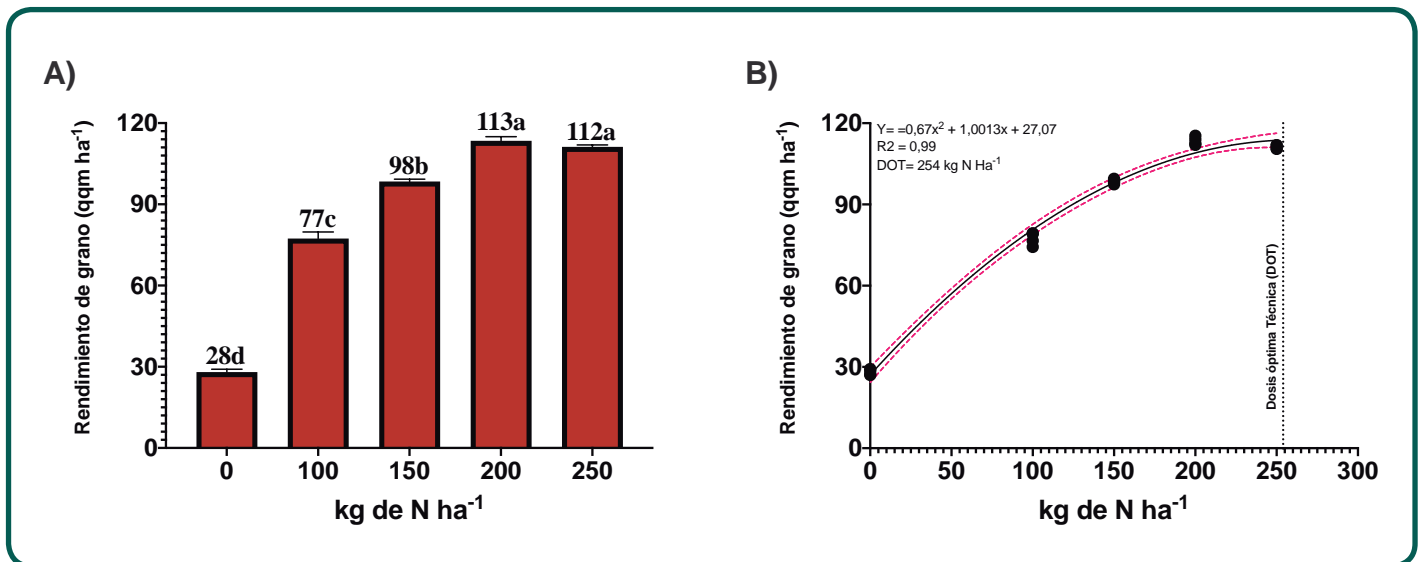 A)
Rendimiento de grano (qqm ha⁻¹)
120
90
60
30
0
28d
77c
98b
113a
112a
0 100 150 200 250
kg de N ha⁻¹
B)
Rendimiento de grano (qqm ha⁻¹)
120
90
60
30
0
Y= =0,67x² + 1,0013x + 27,07
R2 = 0,99
DOT= 254 kg N Ha⁻¹
Dosis óptima Técnica (DOT)
0 50 100 150 200 250 300
kg de N ha⁻¹